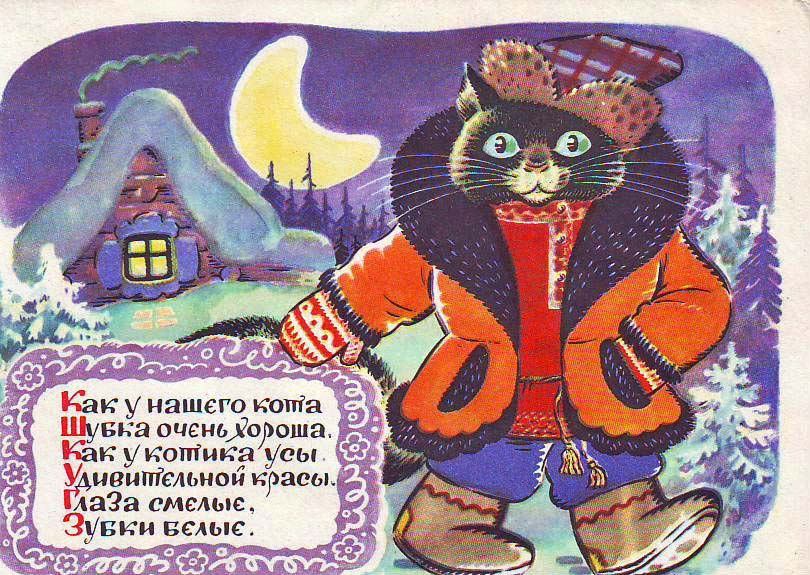 Как у нашего кота
Шубка очень хороша.
Как у котика усы
Удивительной красы.
Глаза смелые,
Зубки белые.